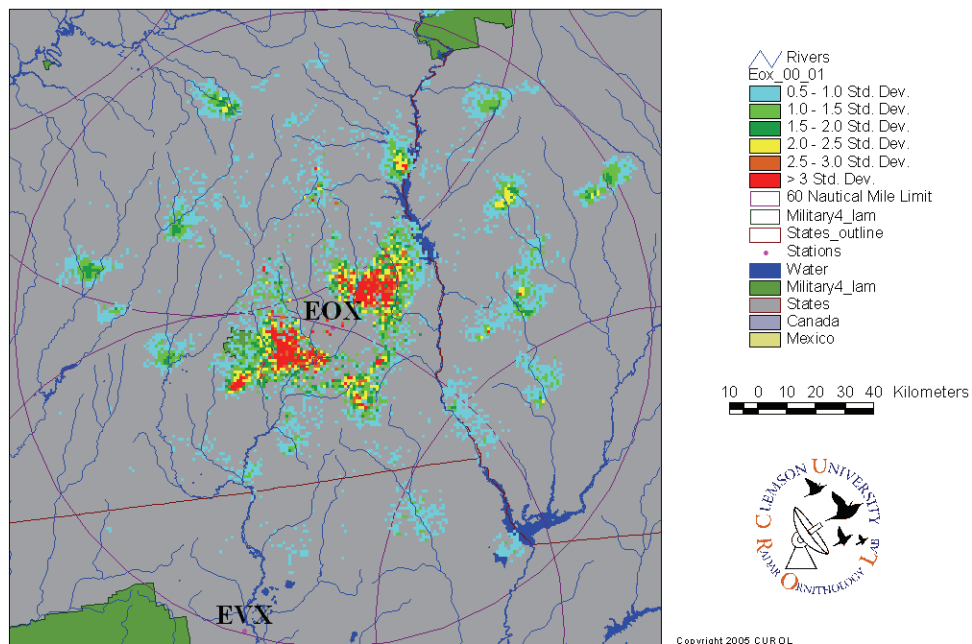 EOX
EVX
Rivers
Eox_00_01
0.5 - 1.0 Std. Dev.
1.0 - 1.5 Std. Dev.
1.5 - 2.0 Std. Dev.
2.0 - 2.5 Std. Dev.
2.5 - 3.0 Std. Dev.
> 3 Std. Dev.
60 Nautical Mile Limit
Military4_lam
States_outline
Stations
Water
Military4_lam
States
Canada
Mexico
10 0 10 20 30 40 Kilometers
CLEMSON UNIVERSITY
RADAR ORNITHOLOGY LAB
Copyright 2005 CUROL